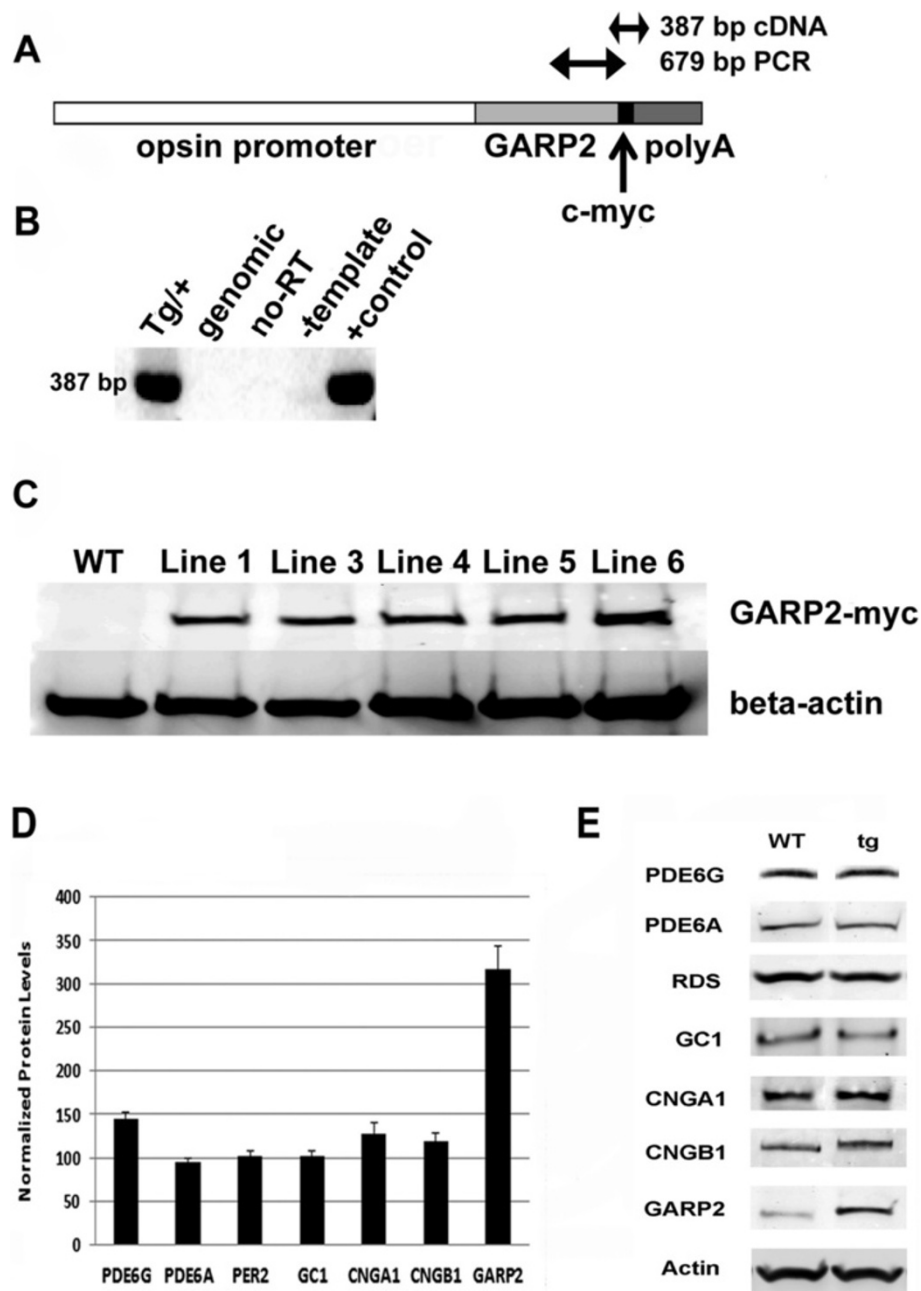 A
387 bp cDNA
679 bp PCR
opsin promoter
GARP2
polyA
c-myc
B
Tg/+
genomic
no-RT
-template
+control
387 bp
C
WT Line 1 Line 3 Line 4 Line 5 Line 6
GARP2-myc
beta-actin
D
Normalized Protein Levels
400
350
300
250
200
150
100
50
0
PDE6G PDE6A PER2 GC1 CNGA1 CNGB1 GARP2
E
WT tg
PDE6G
PDE6A
RDS
GC1
CNGA1
CNGB1
GARP2
Actin